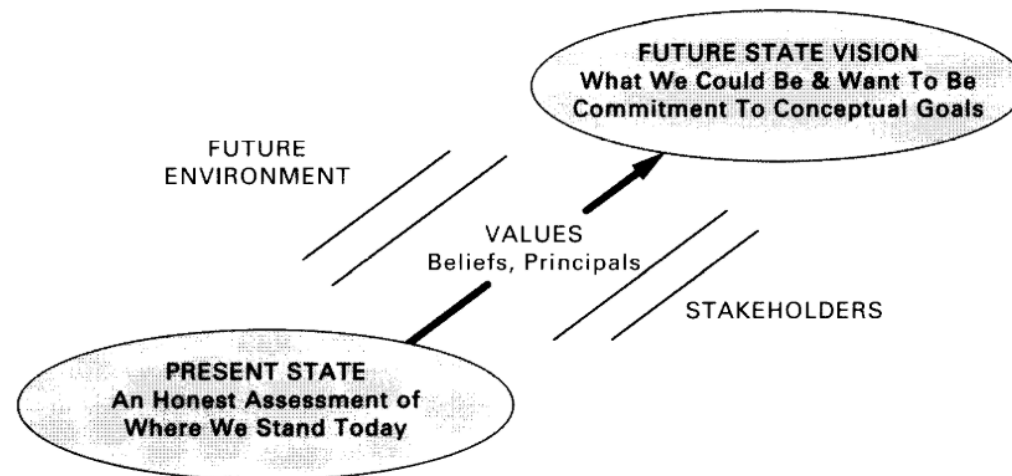 FUTURE STATE VISION
What We Could Be & Want To Be
Commitment To Conceptual Goals
FUTURE
ENVIRONMENT
VALUES
Beliefs, Principals
STAKEHOLDERS
PRESENT STATE
An Honest Assessment of
Where We Stand Today